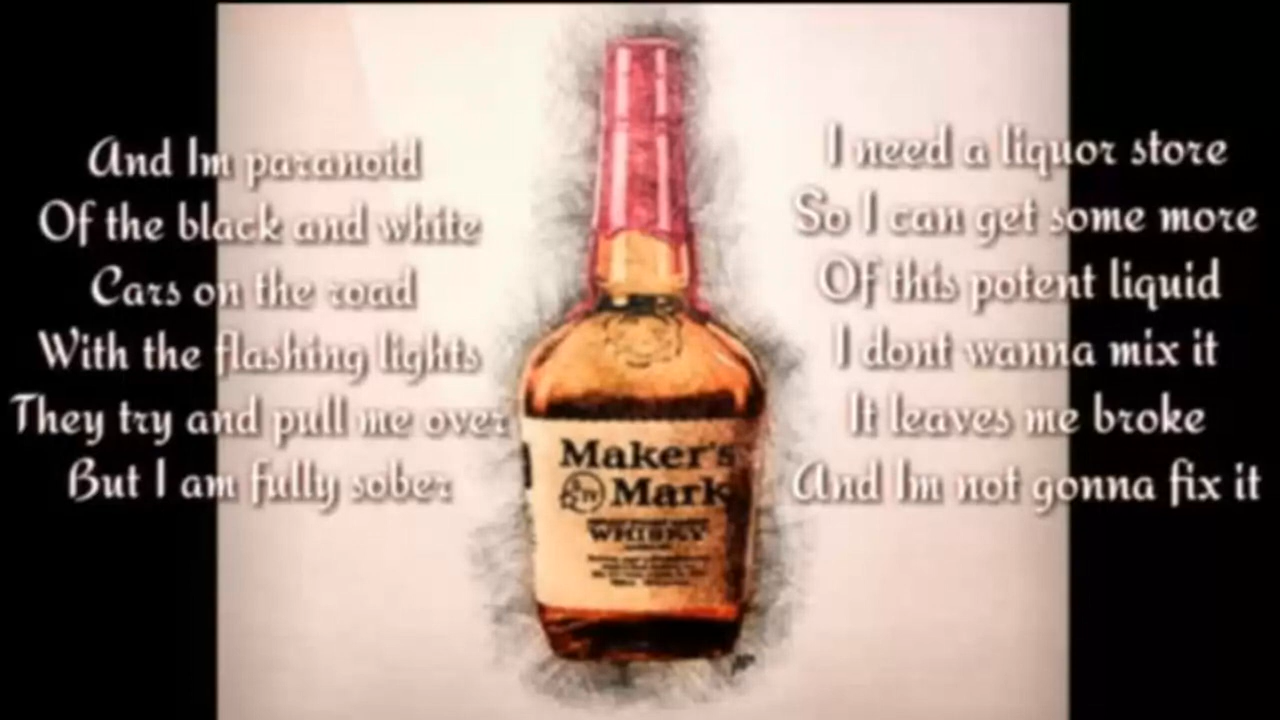 And Im paranoid
Of the black and white
Cars on the road
With the flashing lights
They try and pull me over
But I am fully sober
I need a liquor store
So I can get some more
Of this potent liquid
I dont wanna mix it
It leaves me broke
And Im not gonna fix it
Maker's
Mark
WHISKY